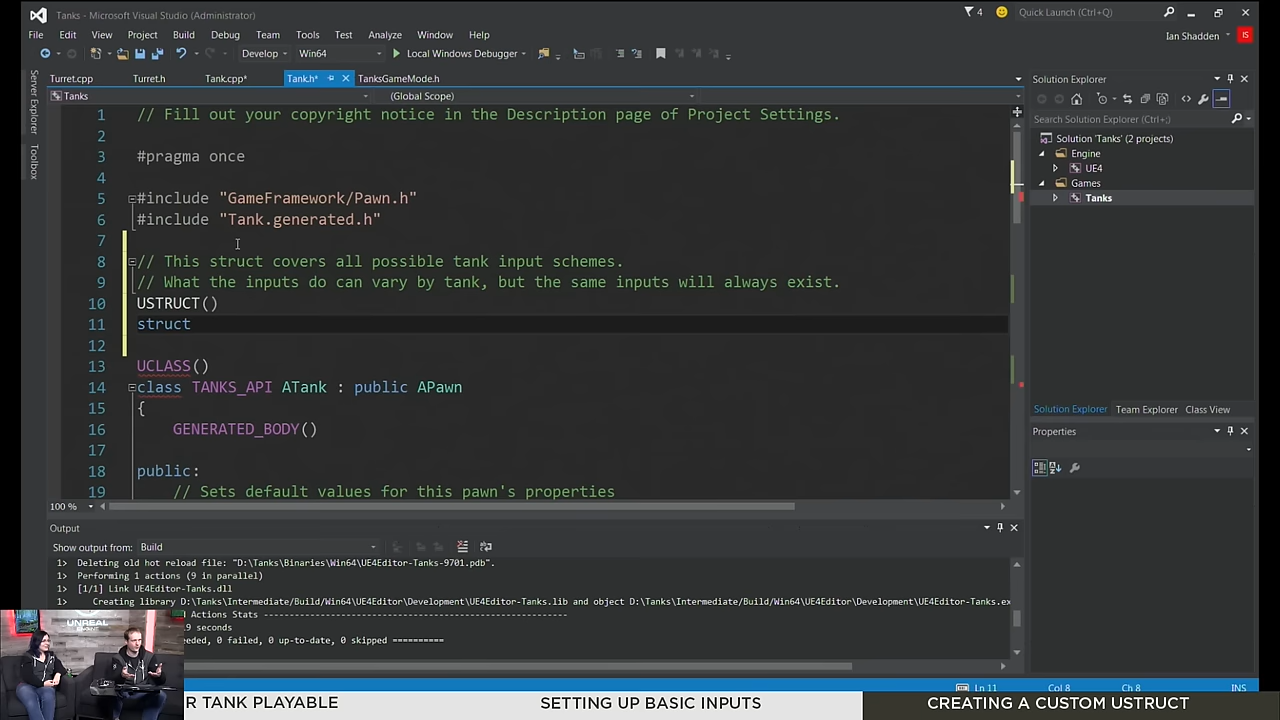 Tanks - Microsoft Visual Studio (Administrator)
4
Quick Launch (Ctrl+Q)
File Edit View Project Build Debug Team Tools Test Analyze Window Help
Ian Shadden
IS
Develop
Win64
Local Windows Debugger
Server Explorer
Toolbox
Turret.cpp
Turret.h
Tank.cpp*
Tank.h*
TanksGameMode.h
Tanks
(Global Scope)
1 // Fill out your copyright notice in the Description page of Project Settings.
2
3 #pragma once
4
5 #include "GameFramework/Pawn.h"
6 #include "Tank.generated.h"
7
8 // This struct covers all possible tank input schemes.
9 // What the inputs do can vary by tank, but the same inputs will always exist.
10 USTRUCT()
11 struct
12
13 UCLASS()
14 class TANKS_API ATank : public APawn
15 {
16 GENERATED_BODY()
17
18 public:
19 // Sets default values for this pawn's properties
100 %
Solution Explorer
Search Solution Explorer (Ctrl+;)
Solution 'Tanks' (2 projects)
Engine
UE4
Games
Tanks
Solution Explorer Team Explorer Class View
Properties
Output
Show output from: Build
1> Deleting old hot reload file: "D:\Tanks\Binaries\Win64\UE4Editor-Tanks-9701.pdb".
1> Performing 1 actions (9 in parallel)
1> [1/1] Link UE4Editor-Tanks.dll
1> Creating library D:\Tanks\Intermediate\Build\Win64\UE4Editor\Development\UE4Editor-Tanks.lib and object D:\Tanks\Intermediate\Build\Win64\UE4Editor\Development\UE4Editor-Tanks.ex
Actions Stats ----------
9 seconds
eded, 0 failed, 0 up-to-date, 0 skipped ==========
UNREAL
Ln 11
Col 8
Ch 8
INS
R TANK PLAYABLE
SETTING UP BASIC INPUTS
CREATING A CUSTOM USTRUCT